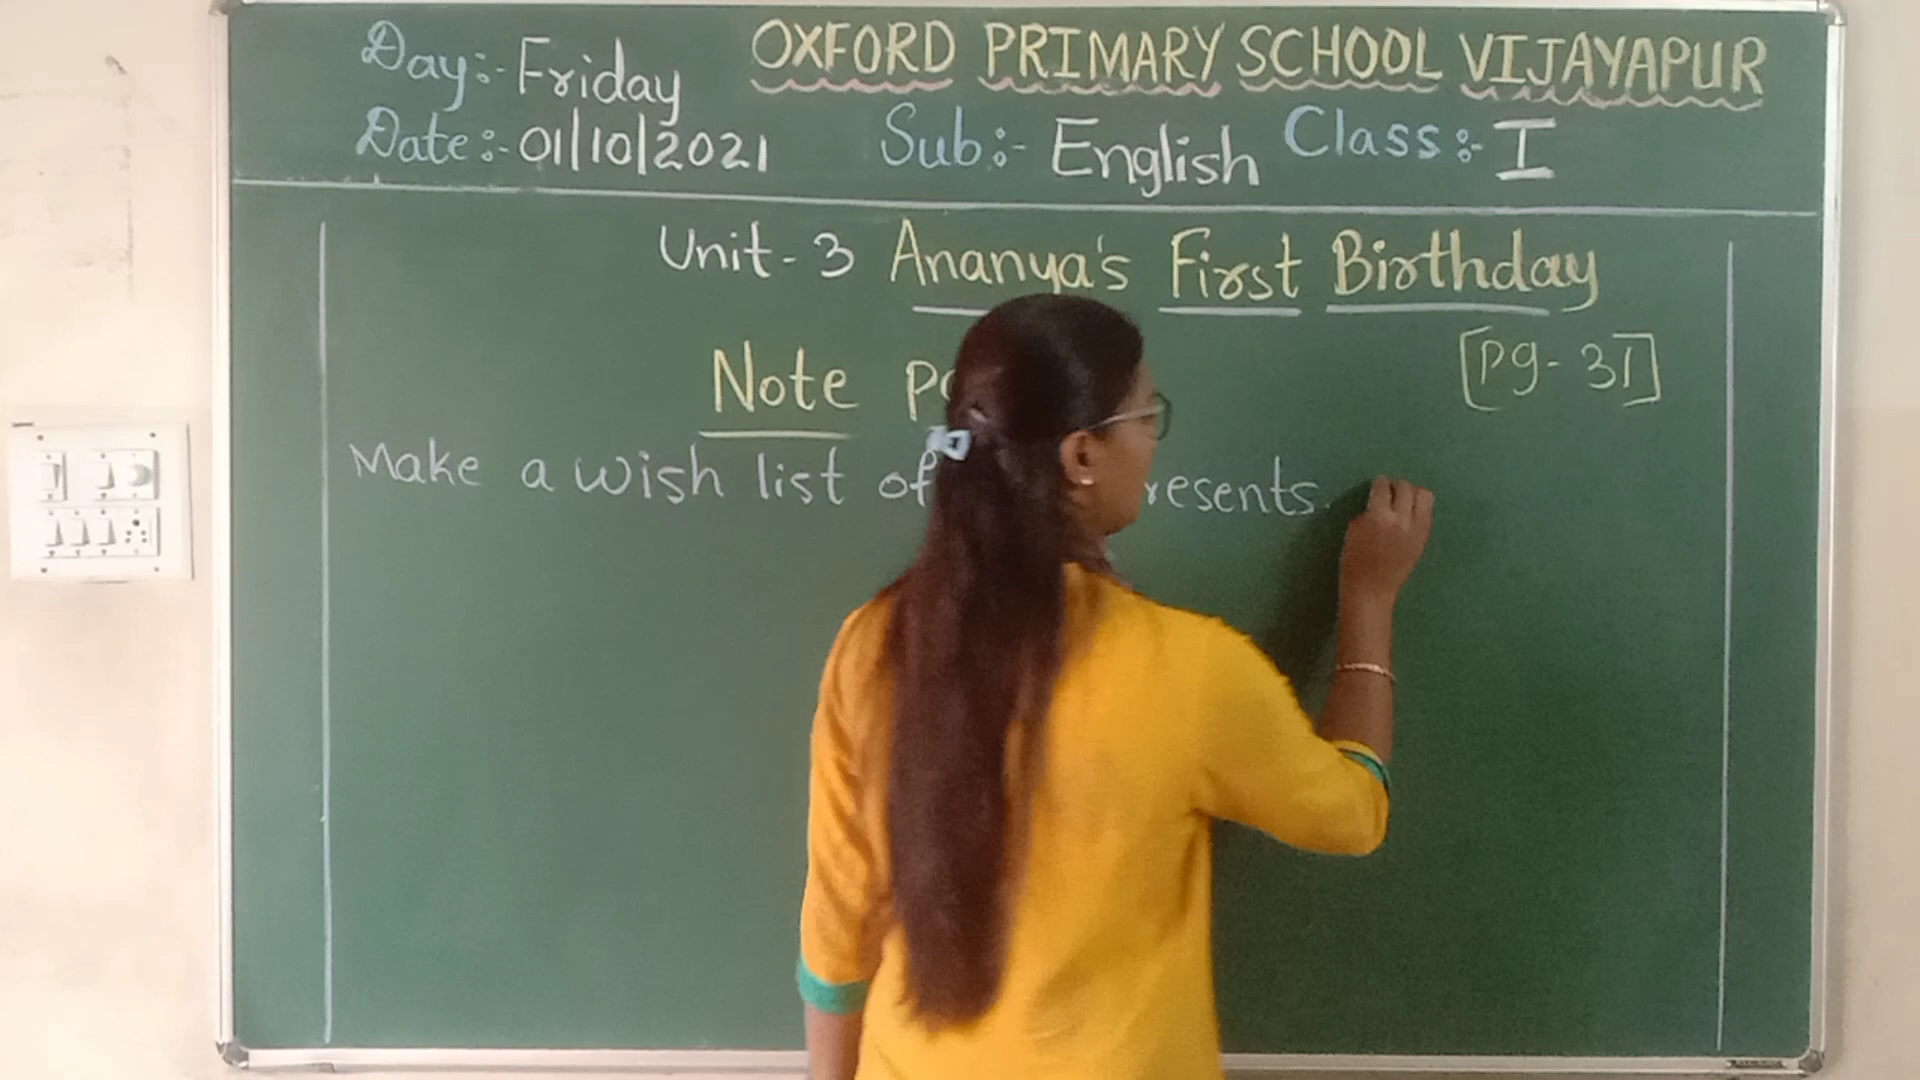 Day:- Friday OXFORD PRIMARY SCHOOL VIJAYAPUR
Date:- 01/10/2021 Sub:- English Class:- I
Unit-3 Ananya's First Birthday
[Pg-31]
Note
Make a wish list of